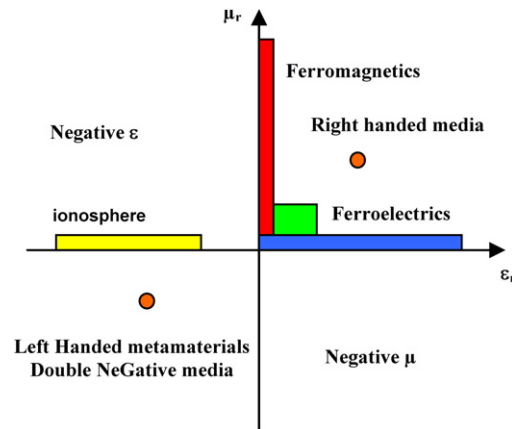 μr
Ferromagnetics
Right handed media
Negative ε
ionosphere
Ferroelectrics
εr
Left Handed metamaterials
Double NeGative media
Negative μ